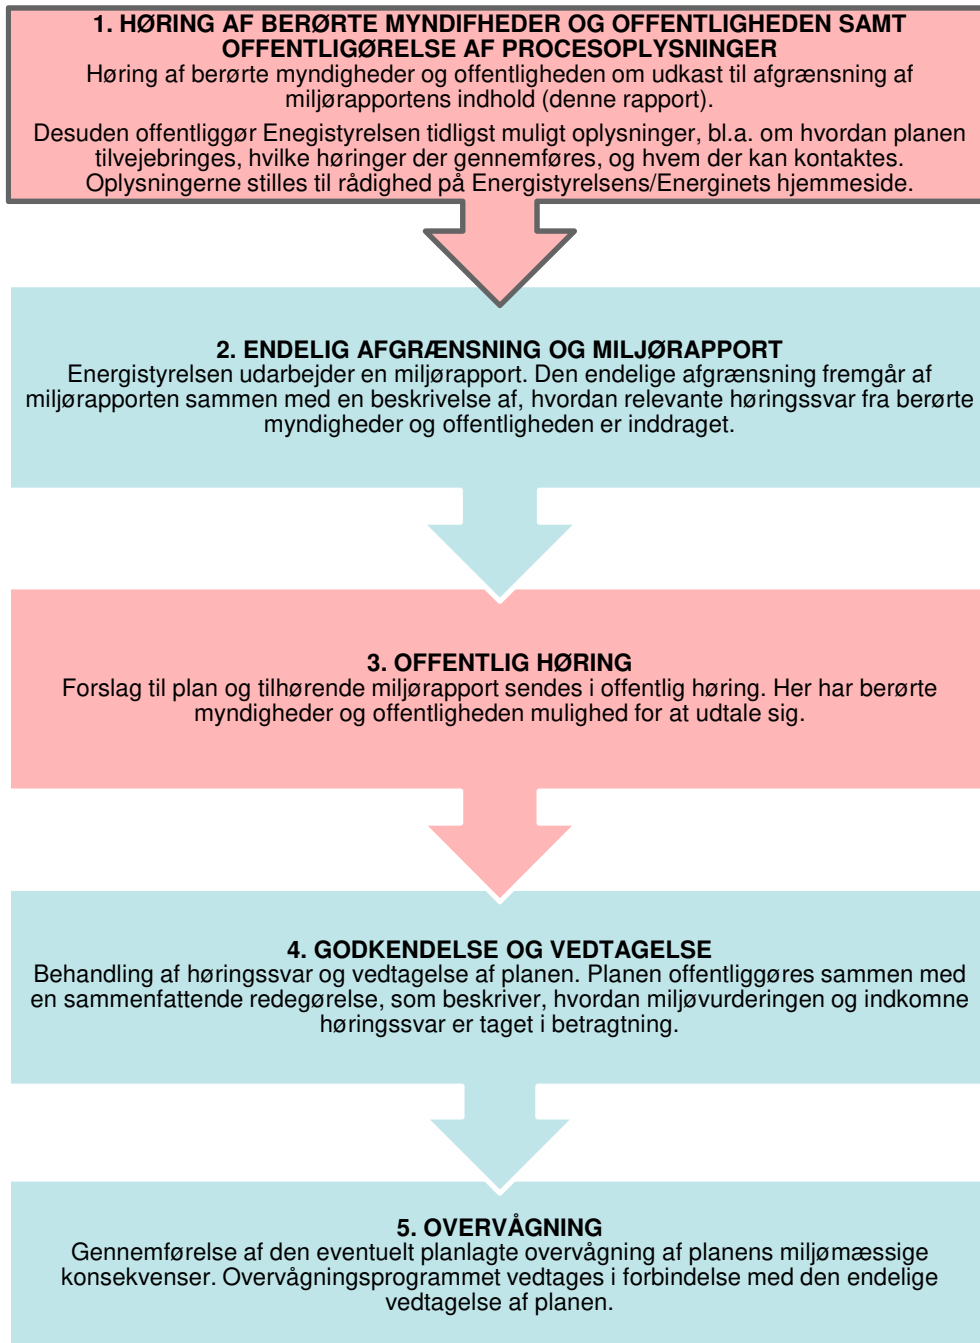 1. HØRING AF BERØRTE MYNDIFHEDER OG OFFENTLIGHEDEN SAMT
OFFENTLIGØRELSE AF PROCESOPLYSNINGER
Høring af berørte myndigheder og offentligheden om udkast til afgrænsning af
miljørapportens indhold (denne rapport).
Desuden offentliggør Enegistyrelsen tidligst muligt oplysninger, bl.a. om hvordan planen
tilvejebringes, hvilke høringer der gennemføres, og hvem der kan kontaktes.
Oplysningerne stilles til rådighed på Energistyrelsens/Energinets hjemmeside.
2. ENDELIG AFGRÆNSNING OG MILJØRAPPORT
Energistyrelsen udarbejder en miljørapport. Den endelige afgrænsning fremgår af
miljørapporten sammen med en beskrivelse af, hvordan relevante høringssvar fra berørte
myndigheder og offentligheden er inddraget.
3. OFFENTLIG HØRING
Forslag til plan og tilhørende miljørapport sendes i offentlig høring. Her har berørte
myndigheder og offentligheden mulighed for at udtale sig.
4. GODKENDELSE OG VEDTAGELSE
Behandling af høringssvar og vedtagelse af planen. Planen offentliggøres sammen med
en sammenfattende redegørelse, som beskriver, hvordan miljøvurderingen og indkomne
høringssvar er taget i betragtning.
5. OVERVÅGNING
Gennemførelse af den eventuelt planlagte overvågning af planens miljømæssige
konsekvenser. Overvågningsprogrammet vedtages i forbindelse med den endelige
vedtagelse af planen.